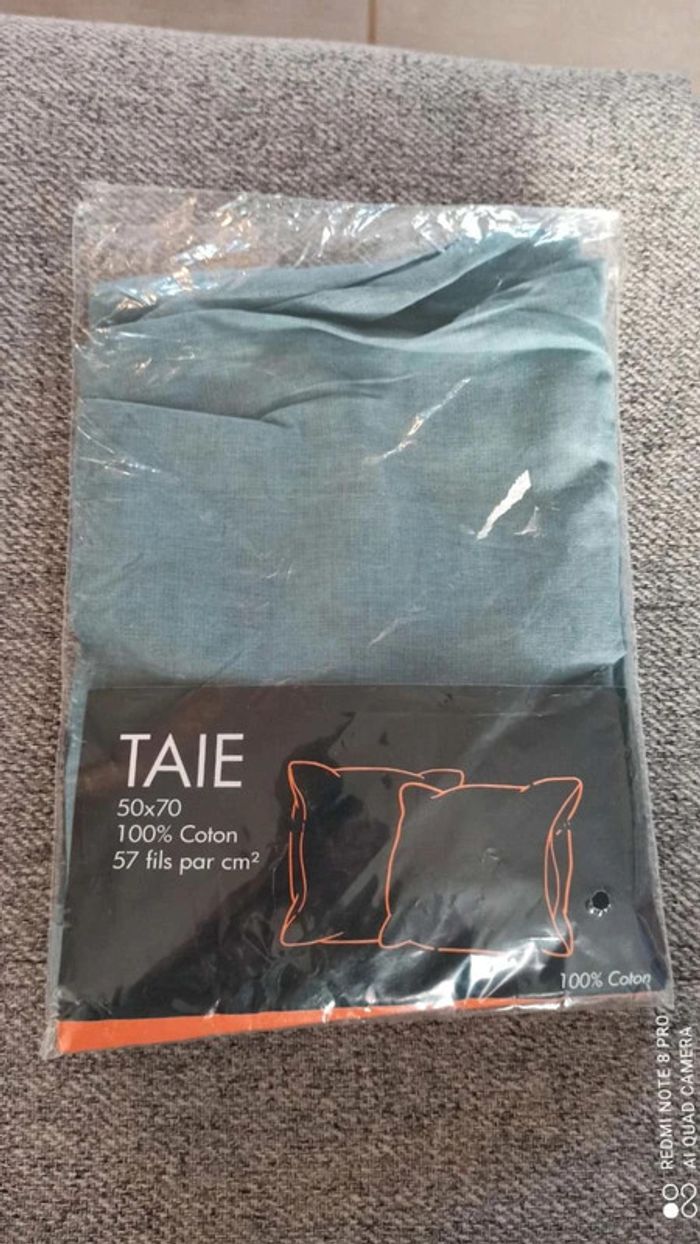 TAIE
50x70
100% Coton
57 fils par cm²
100% Coton
REDMI NOTE 8 PRO
AI QUAD CAMERA